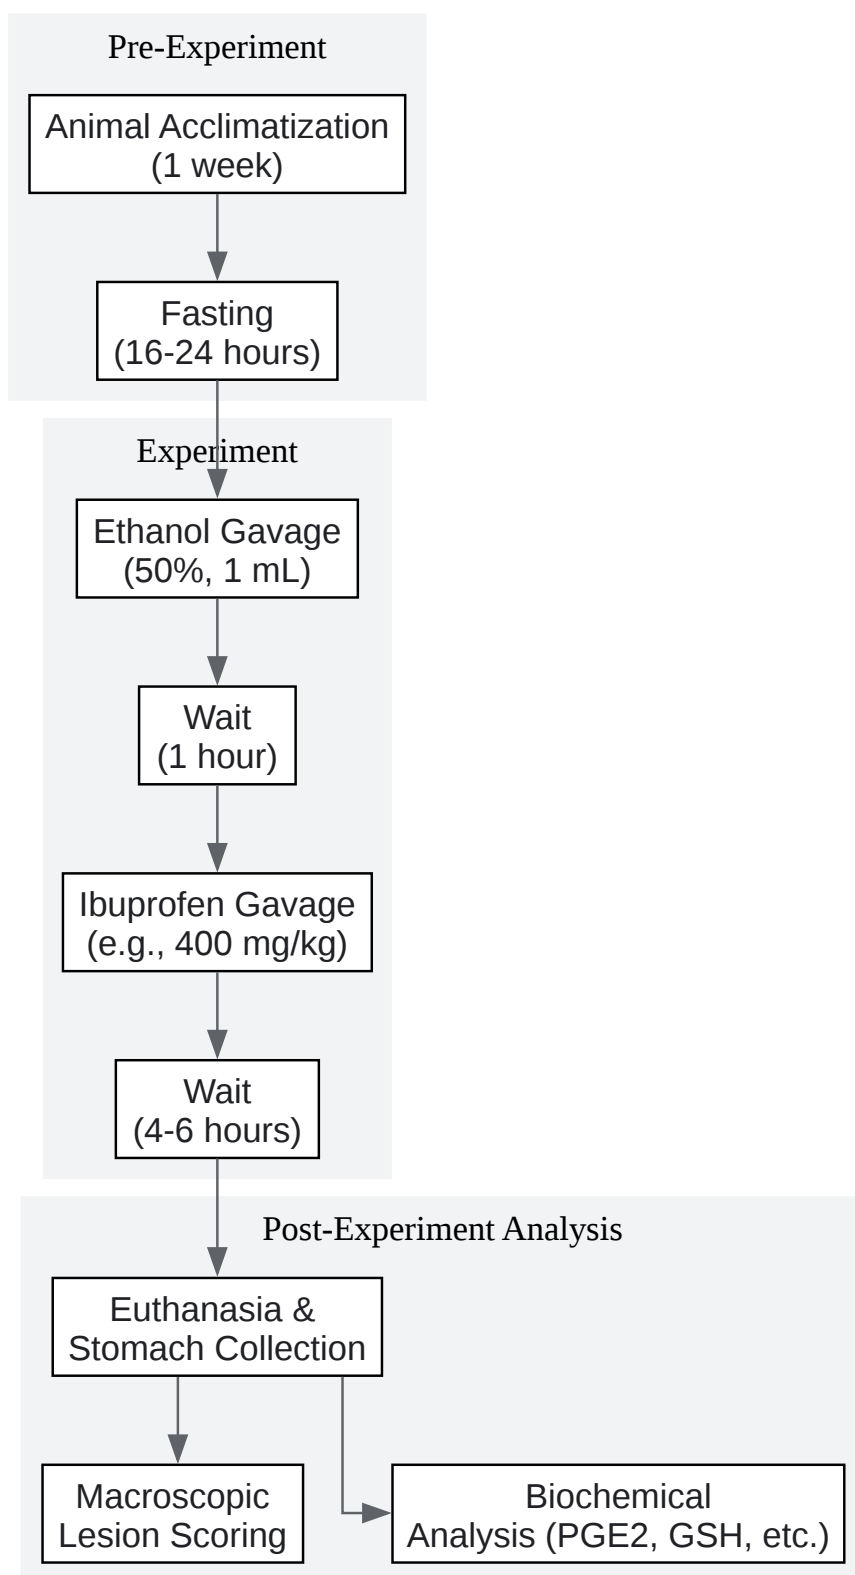 Pre-Experiment
Animal Acclimatization
(1 week)
Fasting
(16-24 hours)
Experiment
Ethanol Gavage
(50%, 1 mL)
Wait
(1 hour)
Ibuprofen Gavage
(e.g., 400 mg/kg)
Wait
(4-6 hours)
Post-Experiment Analysis
Euthanasia &
Stomach Collection
Macroscopic
Lesion Scoring
Biochemical
Analysis (PGE2, GSH, etc.)